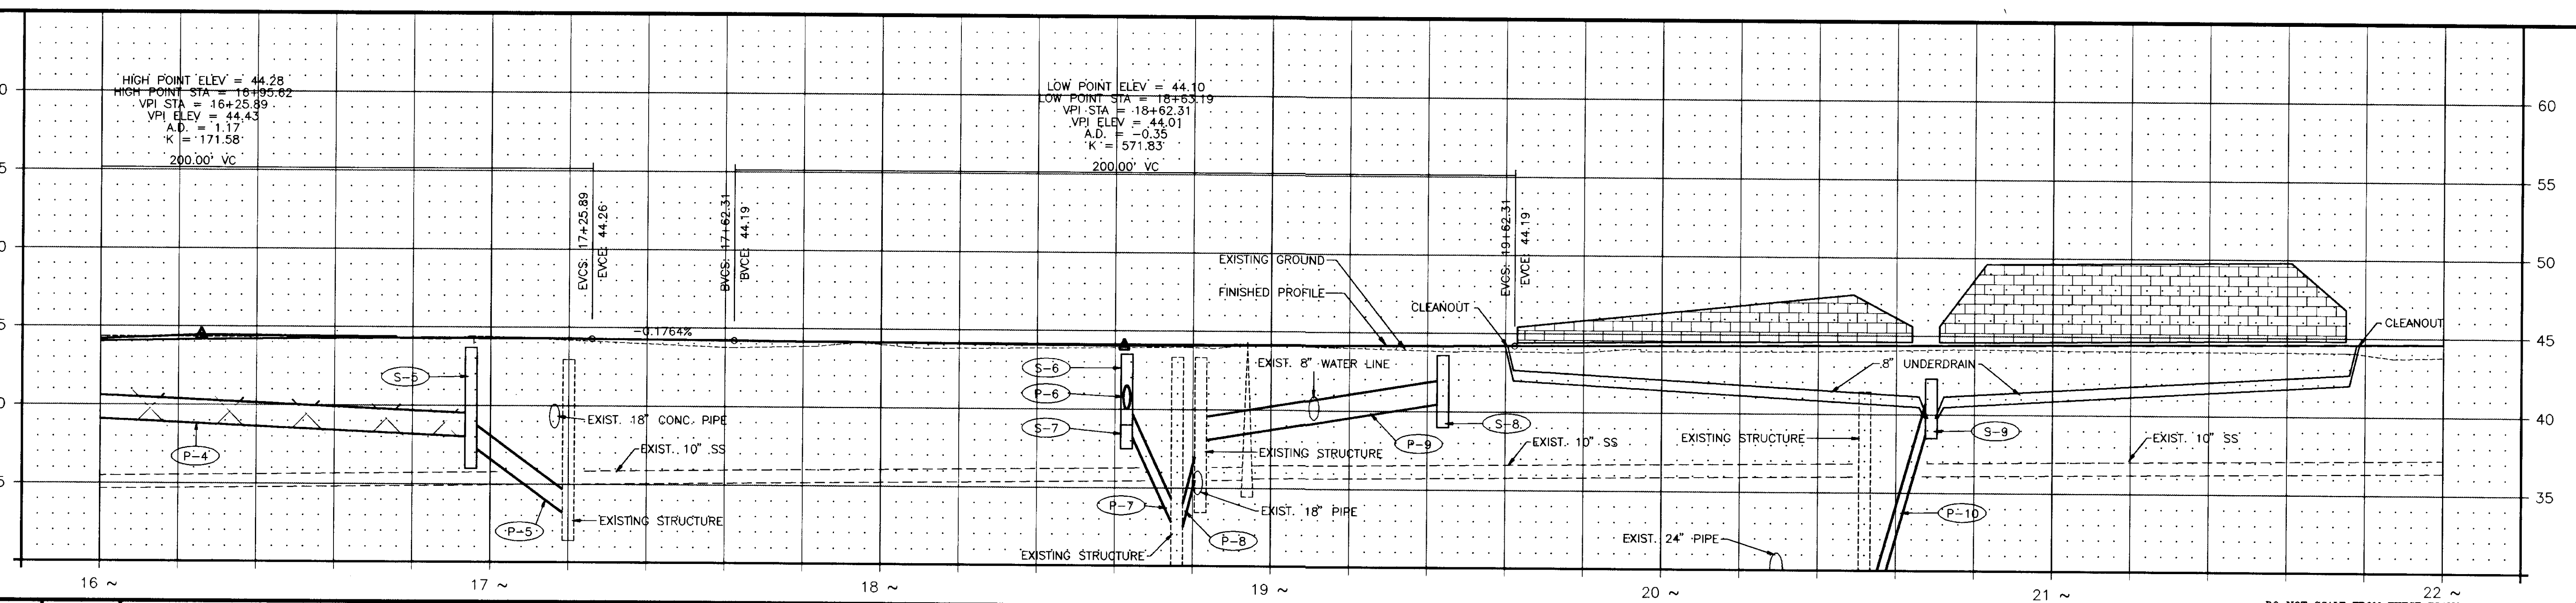 HIGH POINT ELEV = 44.28
HIGH POINT STA = 16+95.62
VPI STA = 16+25.89
VPI ELEV = 44.43
A.D. = 1.17
K = 171.58
200.00' VC
LOW POINT ELEV = 44.10
LOW POINT STA = 18+63.19
VPI STA = 18+62.31
VPI ELEV = 44.01
A.D. = -0.35
K = 571.83
200.00' VC
EVCS: 17+25.89
EVCE: 44.26
BVCS: 17+62.31
BVCE: 44.19
EVCS: 19+62.31
EVCE: 44.19
0
5
0
5
0
5
60
55
50
45
40
35
-0.1764%
EXISTING GROUND
FINISHED PROFILE
CLEANOUT
CLEANOUT
S-5
P-4
P-5
EXIST. 18" CONC. PIPE
EXIST. 10" SS
EXISTING STRUCTURE
S-6
P-6
S-7
P-7
P-8
EXISTING STRUCTURE
EXIST. 8" WATER LINE
EXISTING STRUCTURE
EXIST. 18" PIPE
P-9
S-8
EXIST. 10" SS
8" UNDERDRAIN
EXISTING STRUCTURE
S-9
EXIST. 10" SS
P-10
EXIST. 24" PIPE
16 ~
17 ~
18 ~
19 ~
20 ~
21 ~
22 ~